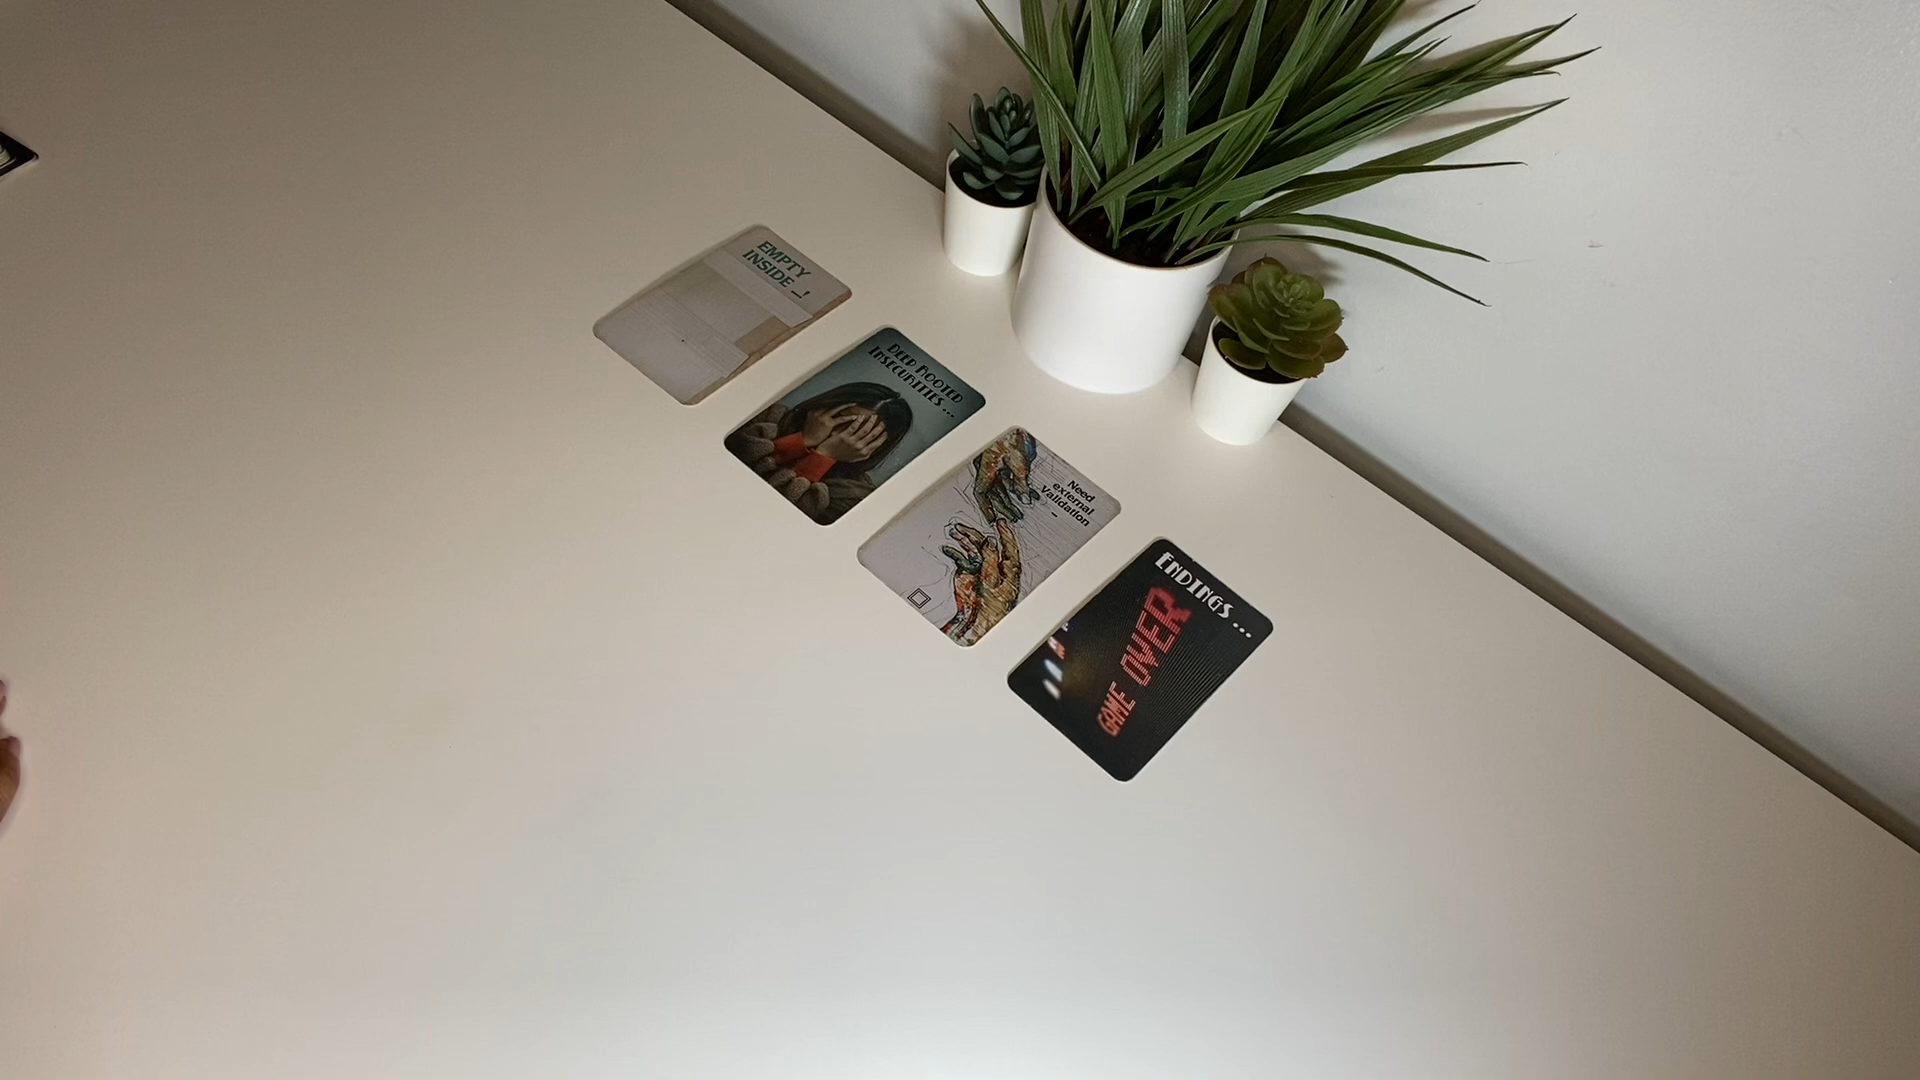 EMPTY
INSIDE _!
DEEP ROOTED
INSECURITIES...
Need
external
Validation
-
ENDINGS...
GAME OVER